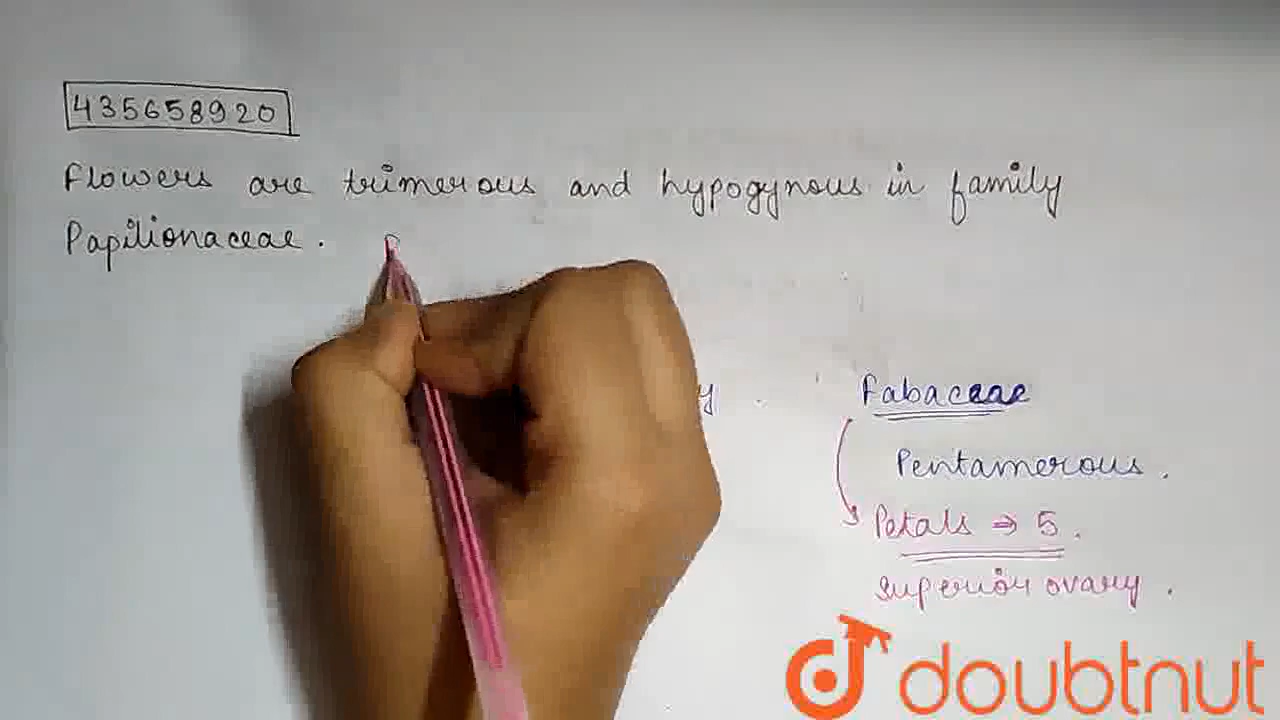 435658920
Flowers are trimerous and hypogynous in family
Papilionaceae.
Fabaceae
Pentamerous.
Petals ⇒ 5.
superior ovary.
doubtnut